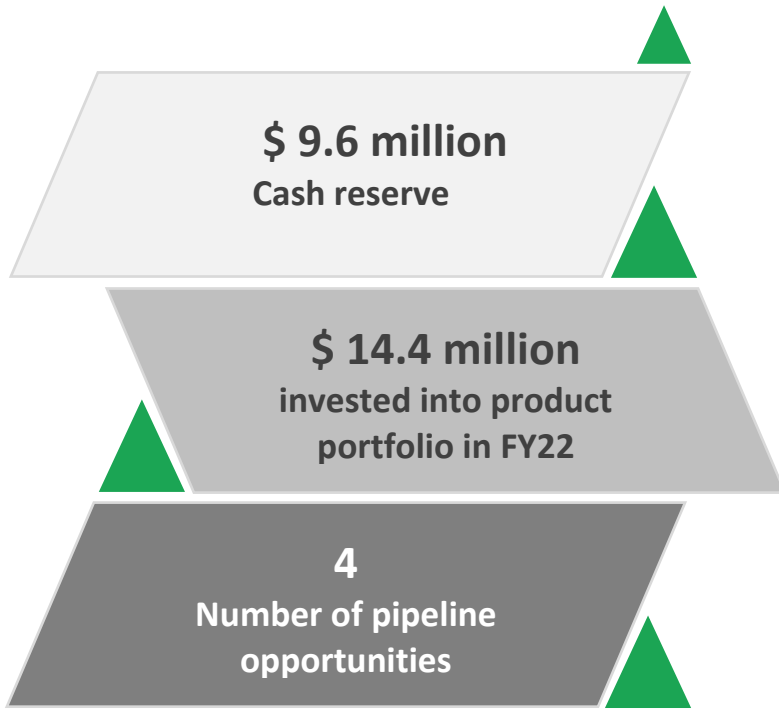 $ 9.6 million
Cash reserve
$ 14.4 million
invested into product
portfolio in FY22
4
Number of pipeline
opportunities